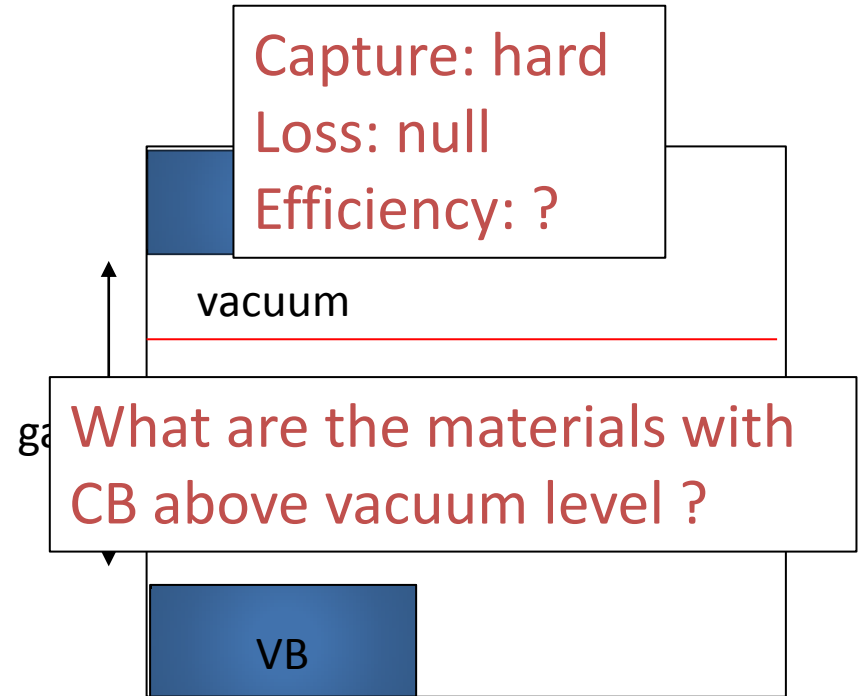 Capture: hard
Loss: null
Efficiency: ?
vacuum
What are the materials with
CB above vacuum level ?
VB